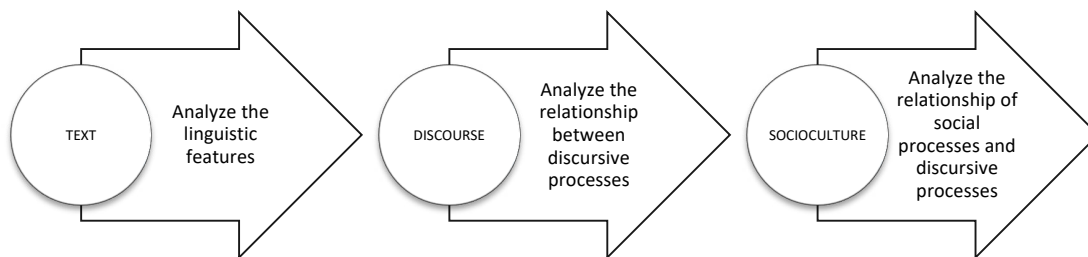 TEXT
Analyze the
linguistic
features
DISCOURSE
Analyze the
relationship
between
discursive
processes
SOCIOCULTURE
Analyze the
relationship of
social
processes and
discursive
processes